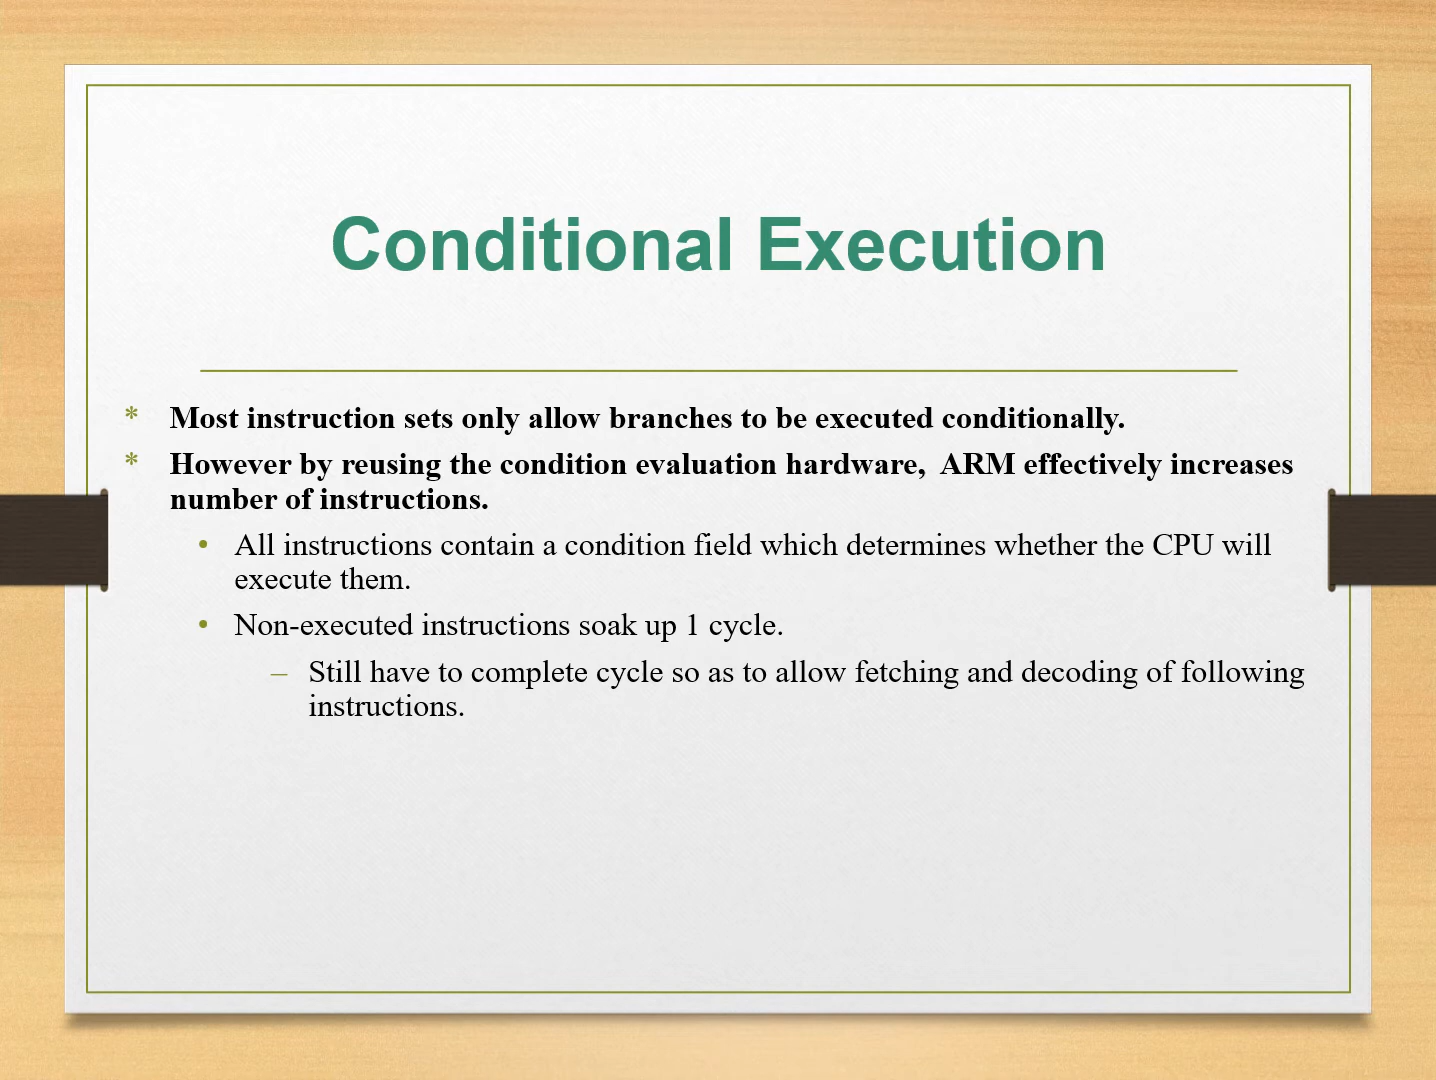 Conditional Execution
* Most instruction sets only allow branches to be executed conditionally.
* However by reusing the condition evaluation hardware,  ARM effectively increases
number of instructions.
• All instructions contain a condition field which determines whether the CPU will
execute them.
• Non-executed instructions soak up 1 cycle.
– Still have to complete cycle so as to allow fetching and decoding of following
instructions.